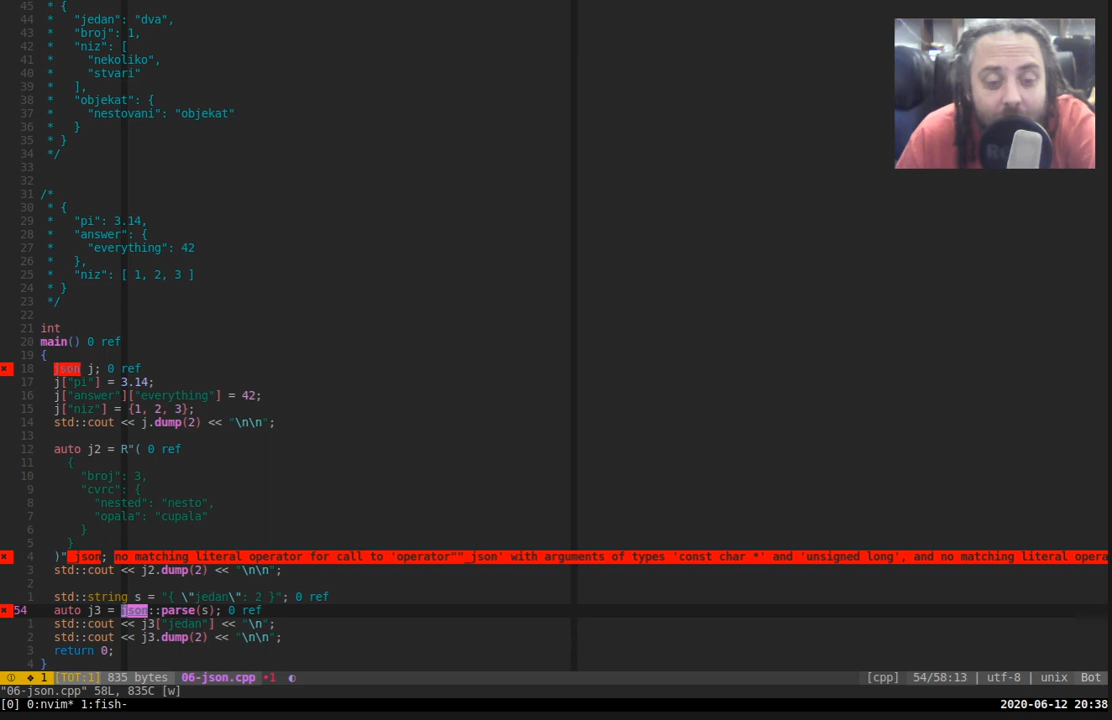 45  * {
44  *   "jedan": "dva",
43  *   "broj": 1,
42  *   "niz": [
41  *     "nekoliko",
40  *     "stvari"
39  *   ],
38  *   "objekat": {
37  *     "nestovani": "objekat"
36  *   }
35  * }
34  */
33
32
31 /*
30  * {
29  *   "pi": 3.14,
28  *   "answer": {
27  *     "everything": 42
26  *   },
25  *   "niz": [ 1, 2, 3 ]
24  * }
23  */
22
21 int
20 main() 0 ref
19 {
✖ 18   json j; 0 ref
17   j["pi"] = 3.14;
16   j["answer"]["everything"] = 42;
15   j["niz"] = {1, 2, 3};
14   std::cout << j.dump(2) << "\n\n";
13
12   auto j2 = R"( 0 ref
11     {
10       "broj": 3,
9       "cvrc": {
8         "nested": "nesto",
7         "opala": "cupala"
6       }
5     }
✖ 4   )"_json; no matching literal operator for call to 'operator""_json' with arguments of types 'const char *' and 'unsigned long', and no matching literal opera
3   std::cout << j2.dump(2) << "\n\n";
2
1   std::string s = "{ \"jedan\": 2 }"; 0 ref
✖ 54   auto j3 = json::parse(s); 0 ref
1   std::cout << j3["jedan"] << "\n";
2   std::cout << j3.dump(2) << "\n\n";
3   return 0;
4 }
1 [TOT:1] 835 bytes 06-json.cpp •1 [cpp] 54/58:13 | utf-8 | unix Bot
"06-json.cpp" 58L, 835C [w]
[0] 0:nvim* 1:fish- 2020-06-12 20:38